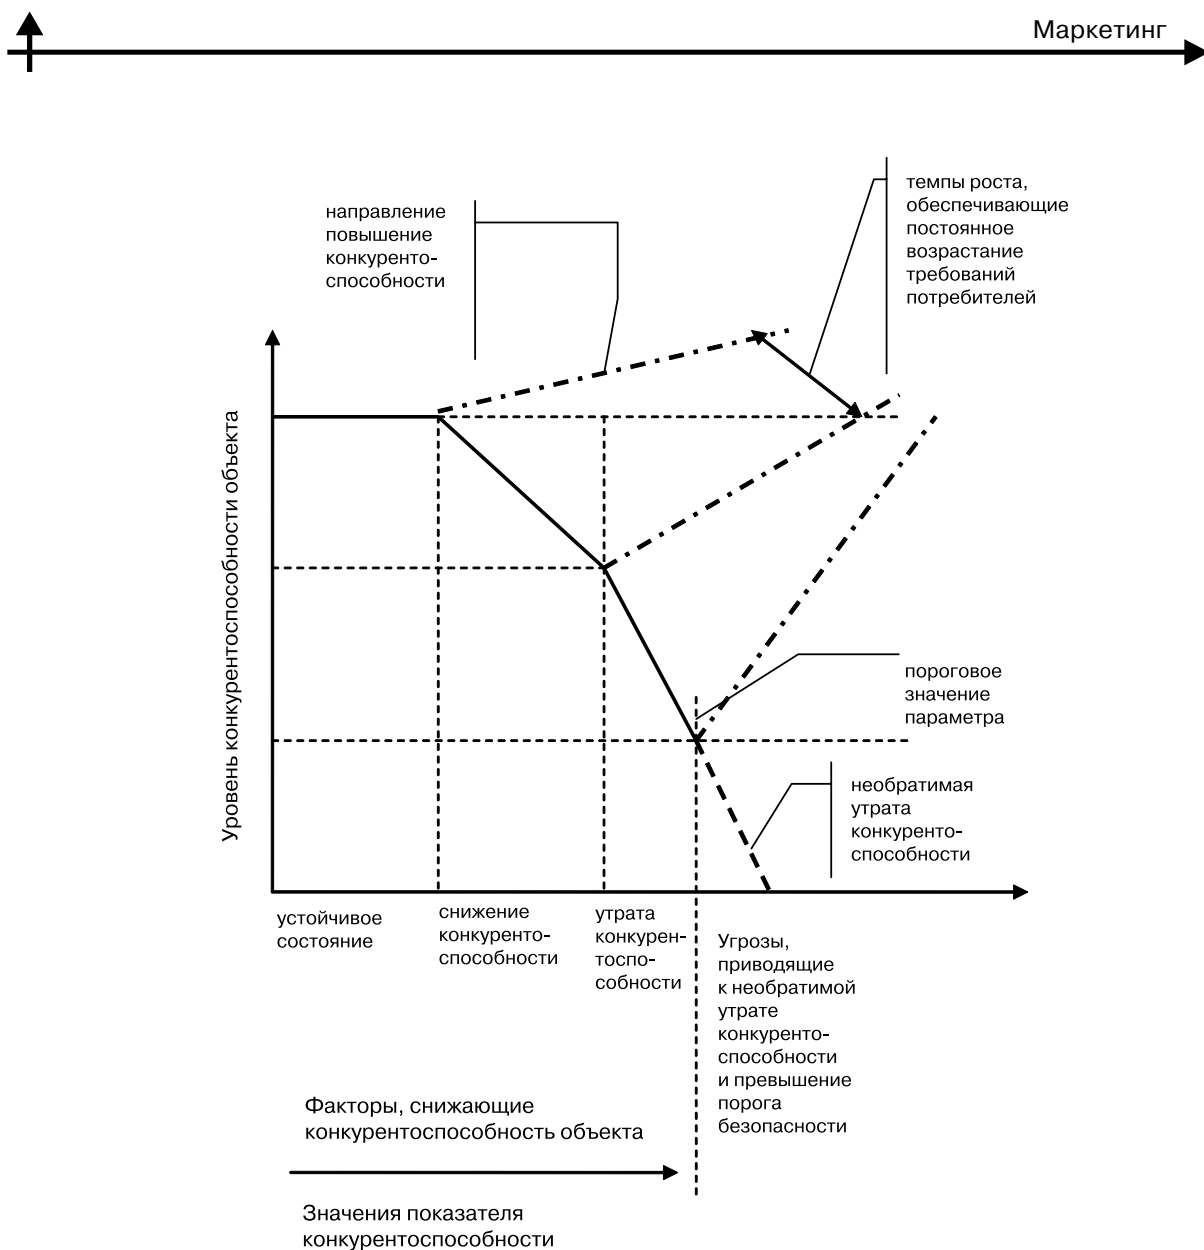 Маркетинг
направление
повышение
конкуренто-
способности
темпы роста,
обеспечивающие
постоянное
возрастание
требований
потребителей
Уровень конкурентоспособности объекта
пороговое
значение
параметра
необратимая
утрата
конкуренто-
способности
устойчивое
состояние
снижение
конкуренто-
способности
утрата
конкурен-
тоспо-
собности
Угрозы,
приводящие
к необратимой
утрате
конкуренто-
способности
и превышение
порога
безопасности
Факторы, снижающие
конкурентоспособность объекта
Значения показателя
конкурентоспособности